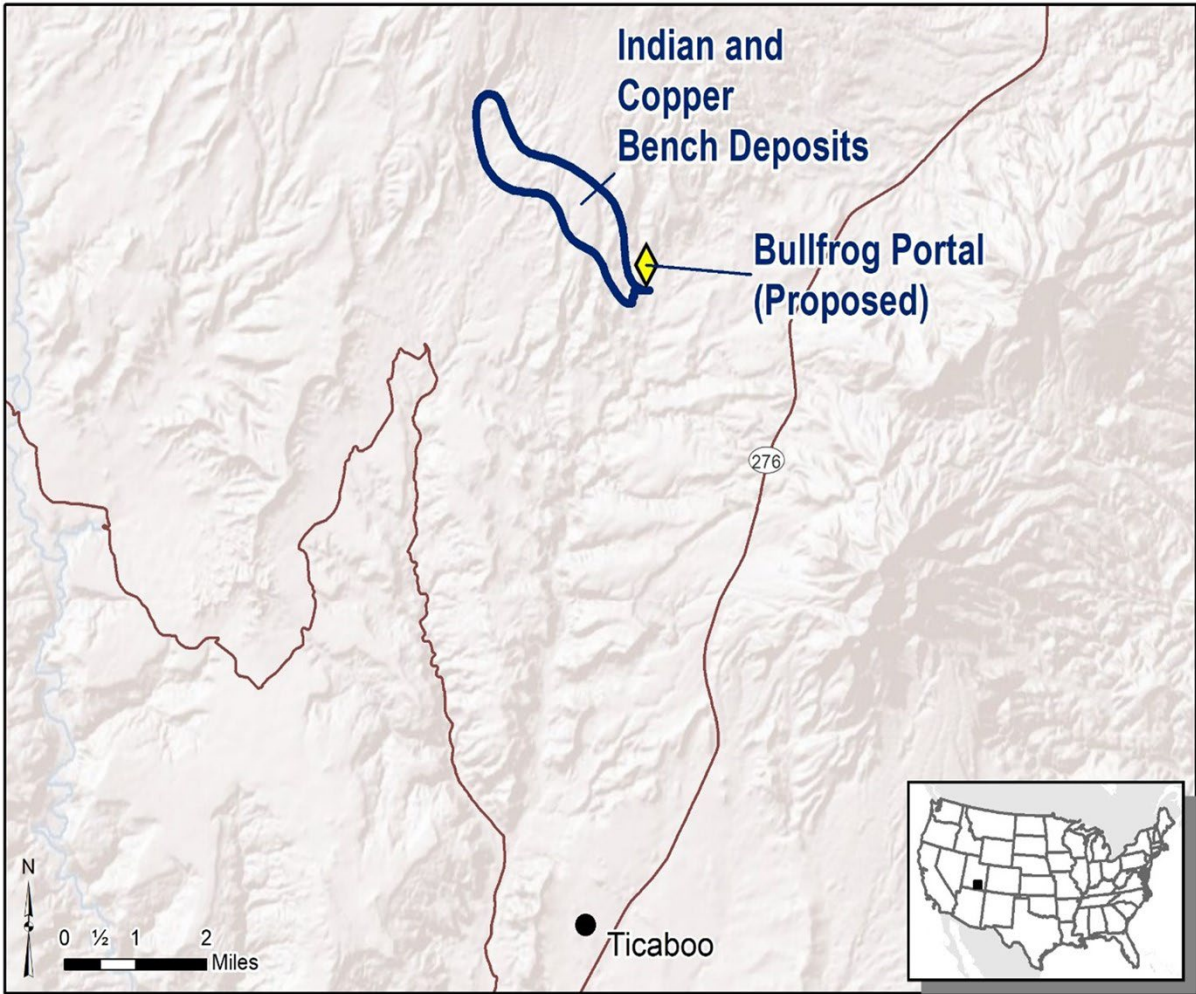 Indian and
Copper
Bench Deposits
Bullfrog Portal
(Proposed)
276
Ticaboo
N
0 ½ 1 2
Miles